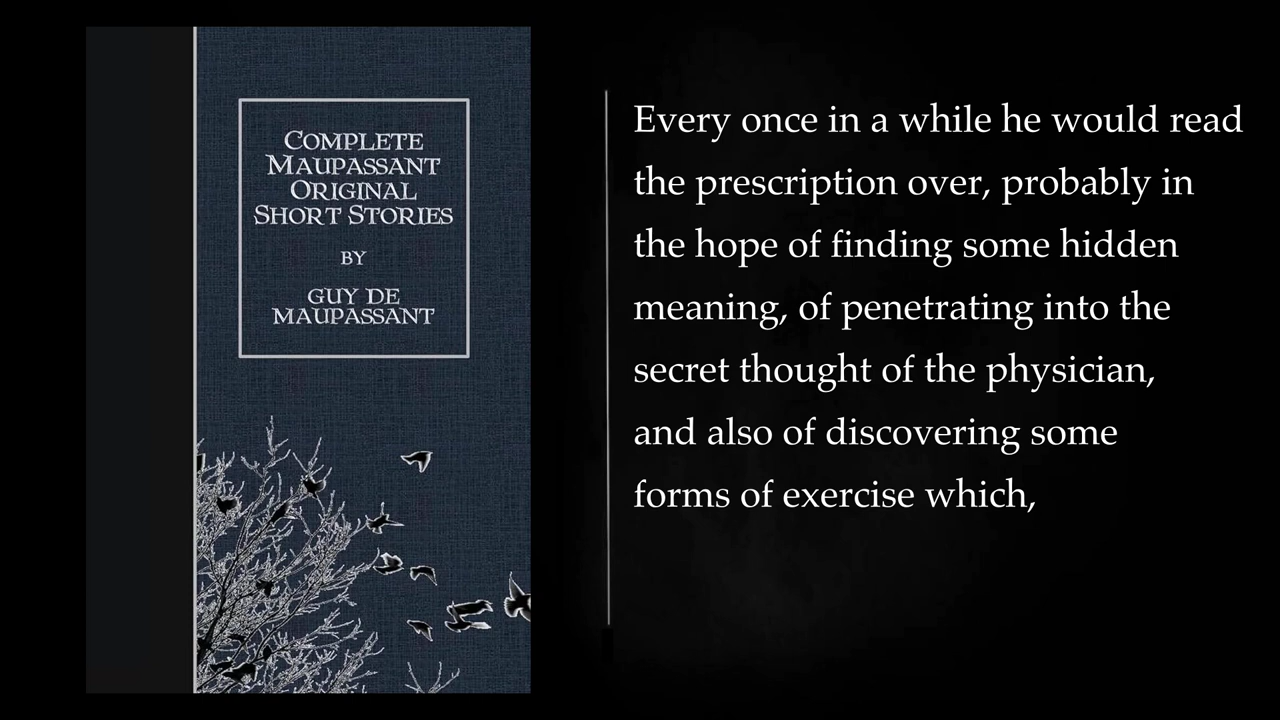 COMPLETE
MAUPASSANT
ORIGINAL
SHORT STORIES
BY
GUY DE
MAUPASSANT
Every once in a while he would read
the prescription over, probably in
the hope of finding some hidden
meaning, of penetrating into the
secret thought of the physician,
and also of discovering some
forms of exercise which,